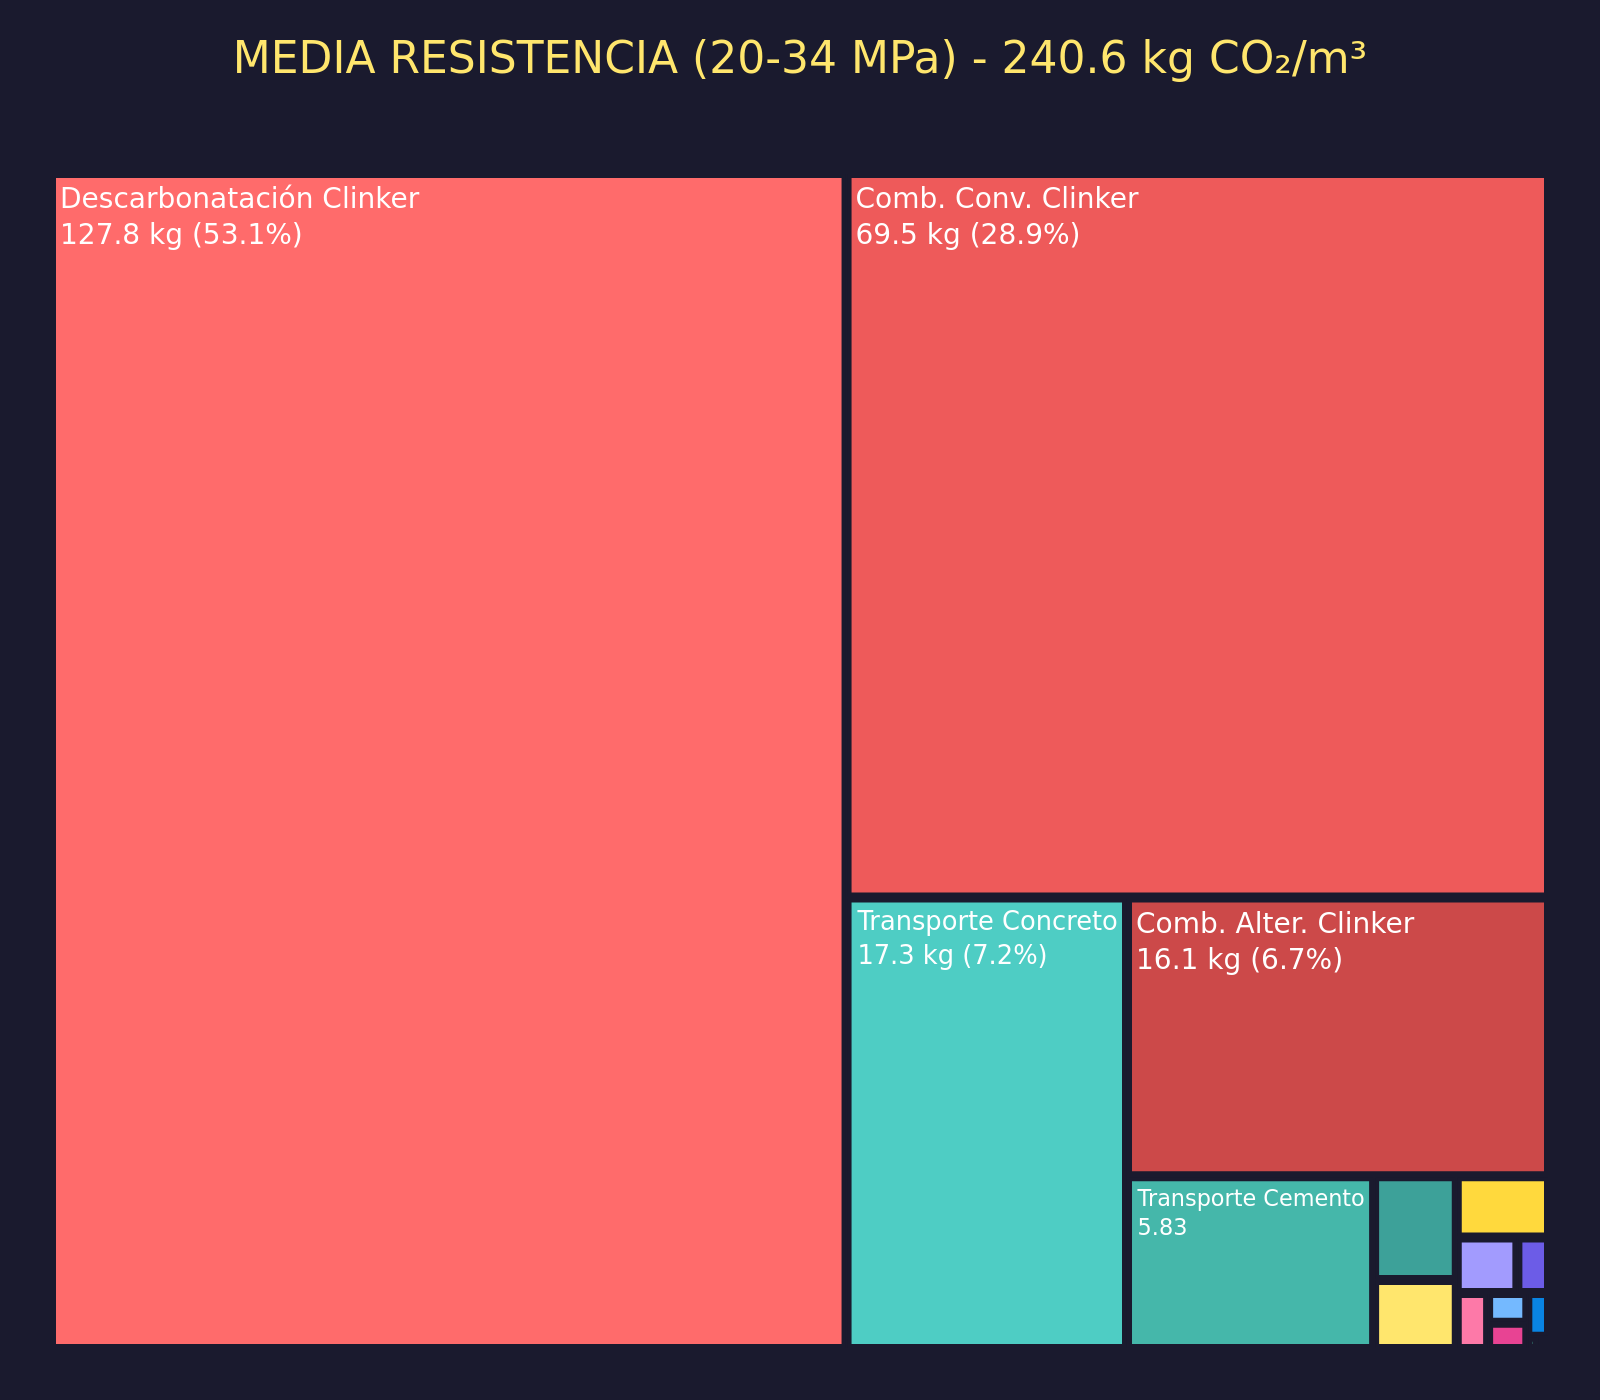 MEDIA RESISTENCIA (20-34 MPa) - 240.6 kg CO₂/m³
Descarbonatación Clinker
127.8 kg (53.1%)
Comb. Conv. Clinker
69.5 kg (28.9%)
Transporte Concreto
17.3 kg (7.2%)
Comb. Alter. Clinker
16.1 kg (6.7%)
Transporte Cemento
5.83